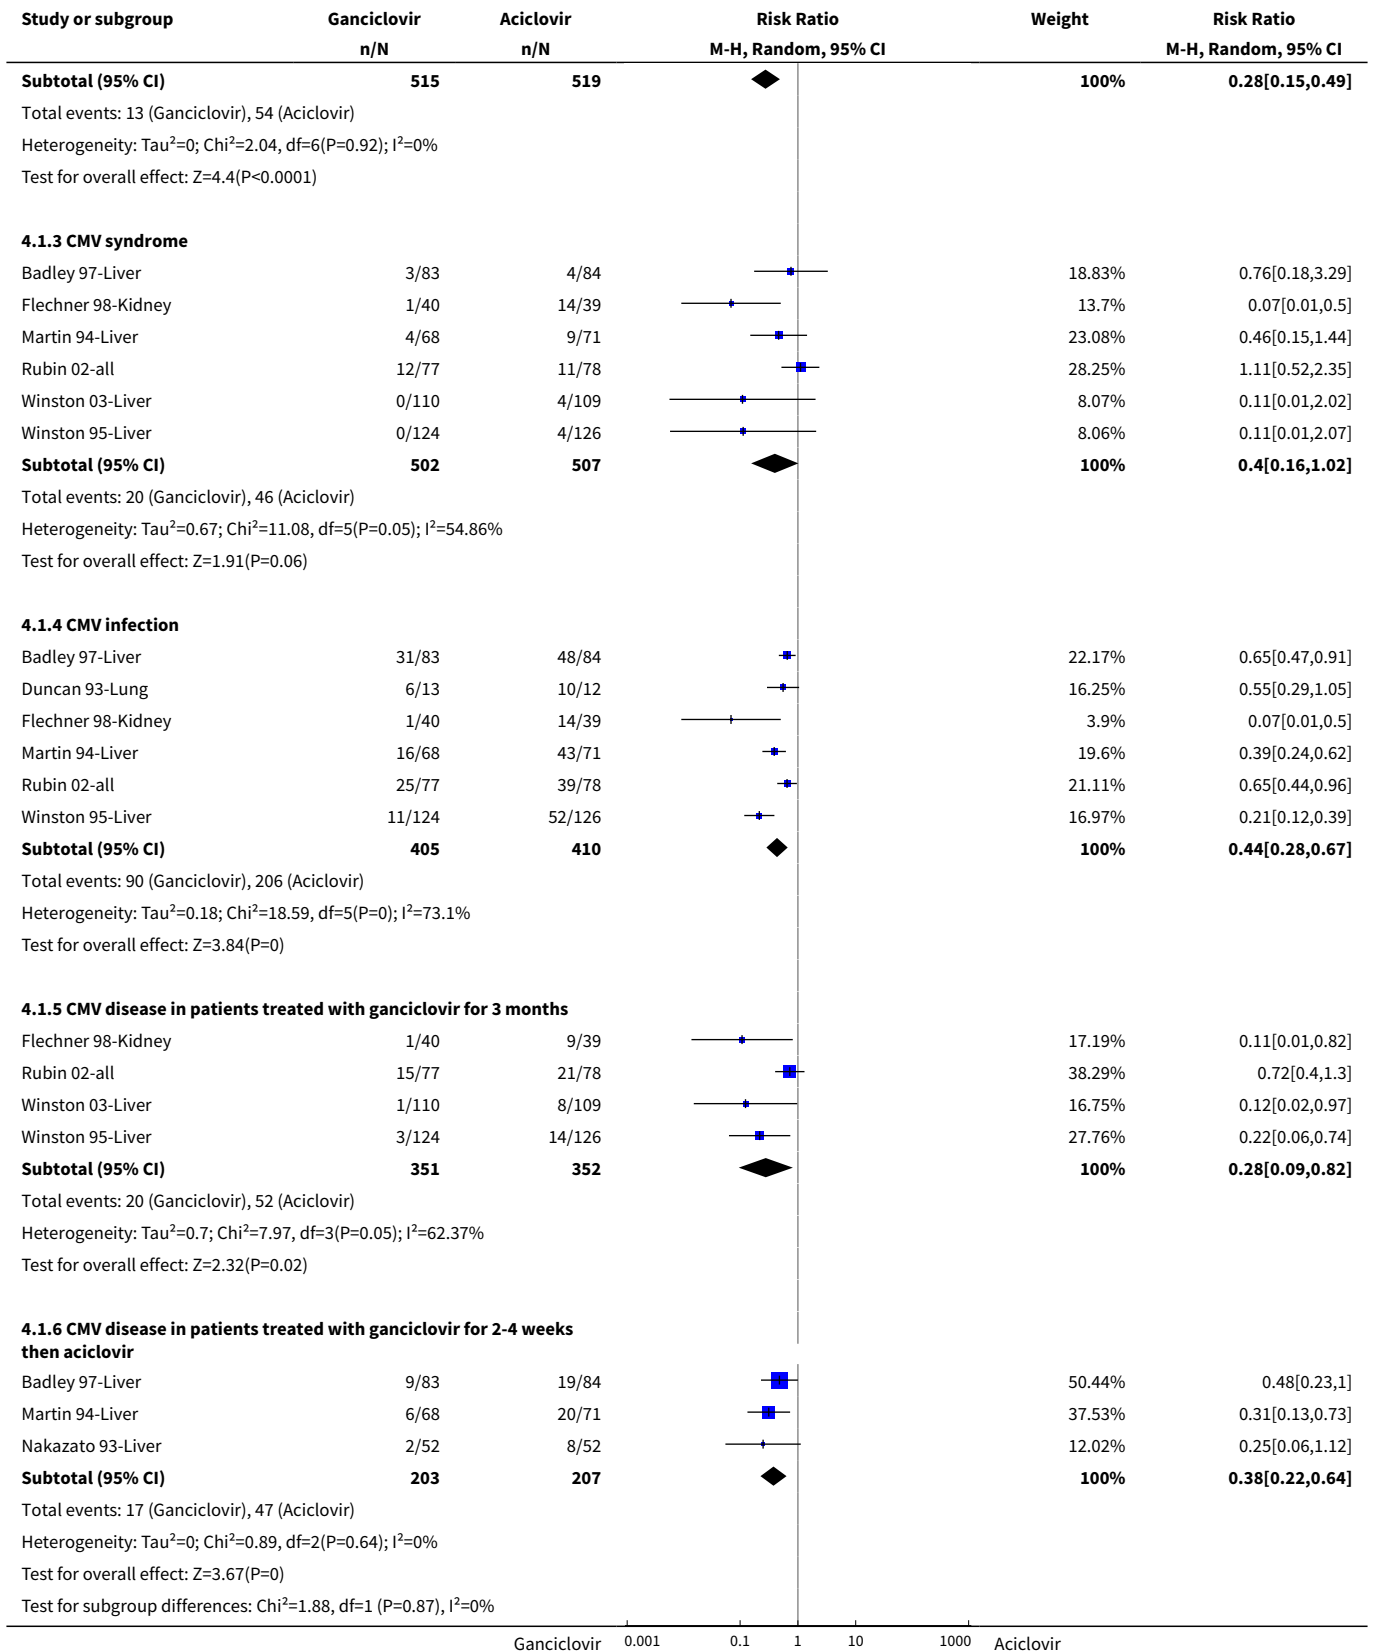 Study or subgroup Ganciclovir Aciclovir Risk Ratio Weight Risk Ratio
n/N n/N M-H, Random, 95% CI M-H, Random, 95% CI
Subtotal (95% CI) 515 519 100% 0.28[0.15,0.49]
Total events: 13 (Ganciclovir), 54 (Aciclovir)
Heterogeneity: Tau²=0; Chi²=2.04, df=6(P=0.92); I²=0%
Test for overall effect: Z=4.4(P<0.0001)
4.1.3 CMV syndrome
Badley 97-Liver 3/83 4/84 18.83% 0.76[0.18,3.29]
Flechner 98-Kidney 1/40 14/39 13.7% 0.07[0.01,0.5]
Martin 94-Liver 4/68 9/71 23.08% 0.46[0.15,1.44]
Rubin 02-all 12/77 11/78 28.25% 1.11[0.52,2.35]
Winston 03-Liver 0/110 4/109 8.07% 0.11[0.01,2.02]
Winston 95-Liver 0/124 4/126 8.06% 0.11[0.01,2.07]
Subtotal (95% CI) 502 507 100% 0.4[0.16,1.02]
Total events: 20 (Ganciclovir), 46 (Aciclovir)
Heterogeneity: Tau²=0.67; Chi²=11.08, df=5(P=0.05); I²=54.86%
Test for overall effect: Z=1.91(P=0.06)
4.1.4 CMV infection
Badley 97-Liver 31/83 48/84 22.17% 0.65[0.47,0.91]
Duncan 93-Lung 6/13 10/12 16.25% 0.55[0.29,1.05]
Flechner 98-Kidney 1/40 14/39 3.9% 0.07[0.01,0.5]
Martin 94-Liver 16/68 43/71 19.6% 0.39[0.24,0.62]
Rubin 02-all 25/77 39/78 21.11% 0.65[0.44,0.96]
Winston 95-Liver 11/124 52/126 16.97% 0.21[0.12,0.39]
Subtotal (95% CI) 405 410 100% 0.44[0.28,0.67]
Total events: 90 (Ganciclovir), 206 (Aciclovir)
Heterogeneity: Tau²=0.18; Chi²=18.59, df=5(P=0); I²=73.1%
Test for overall effect: Z=3.84(P=0)
4.1.5 CMV disease in patients treated with ganciclovir for 3 months
Flechner 98-Kidney 1/40 9/39 17.19% 0.11[0.01,0.82]
Rubin 02-all 15/77 21/78 38.29% 0.72[0.4,1.3]
Winston 03-Liver 1/110 8/109 16.75% 0.12[0.02,0.97]
Winston 95-Liver 3/124 14/126 27.76% 0.22[0.06,0.74]
Subtotal (95% CI) 351 352 100% 0.28[0.09,0.82]
Total events: 20 (Ganciclovir), 52 (Aciclovir)
Heterogeneity: Tau²=0.7; Chi²=7.97, df=3(P=0.05); I²=62.37%
Test for overall effect: Z=2.32(P=0.02)
4.1.6 CMV disease in patients treated with ganciclovir for 2-4 weeks
then aciclovir
Badley 97-Liver 9/83 19/84 50.44% 0.48[0.23,1]
Martin 94-Liver 6/68 20/71 37.53% 0.31[0.13,0.73]
Nakazato 93-Liver 2/52 8/52 12.02% 0.25[0.06,1.12]
Subtotal (95% CI) 203 207 100% 0.38[0.22,0.64]
Total events: 17 (Ganciclovir), 47 (Aciclovir)
Heterogeneity: Tau²=0; Chi²=0.89, df=2(P=0.64); I²=0%
Test for overall effect: Z=3.67(P=0)
Test for subgroup differences: Chi²=1.88, df=1 (P=0.87), I²=0%
Ganciclovir 0.001 0.1 1 10 1000 Aciclovir